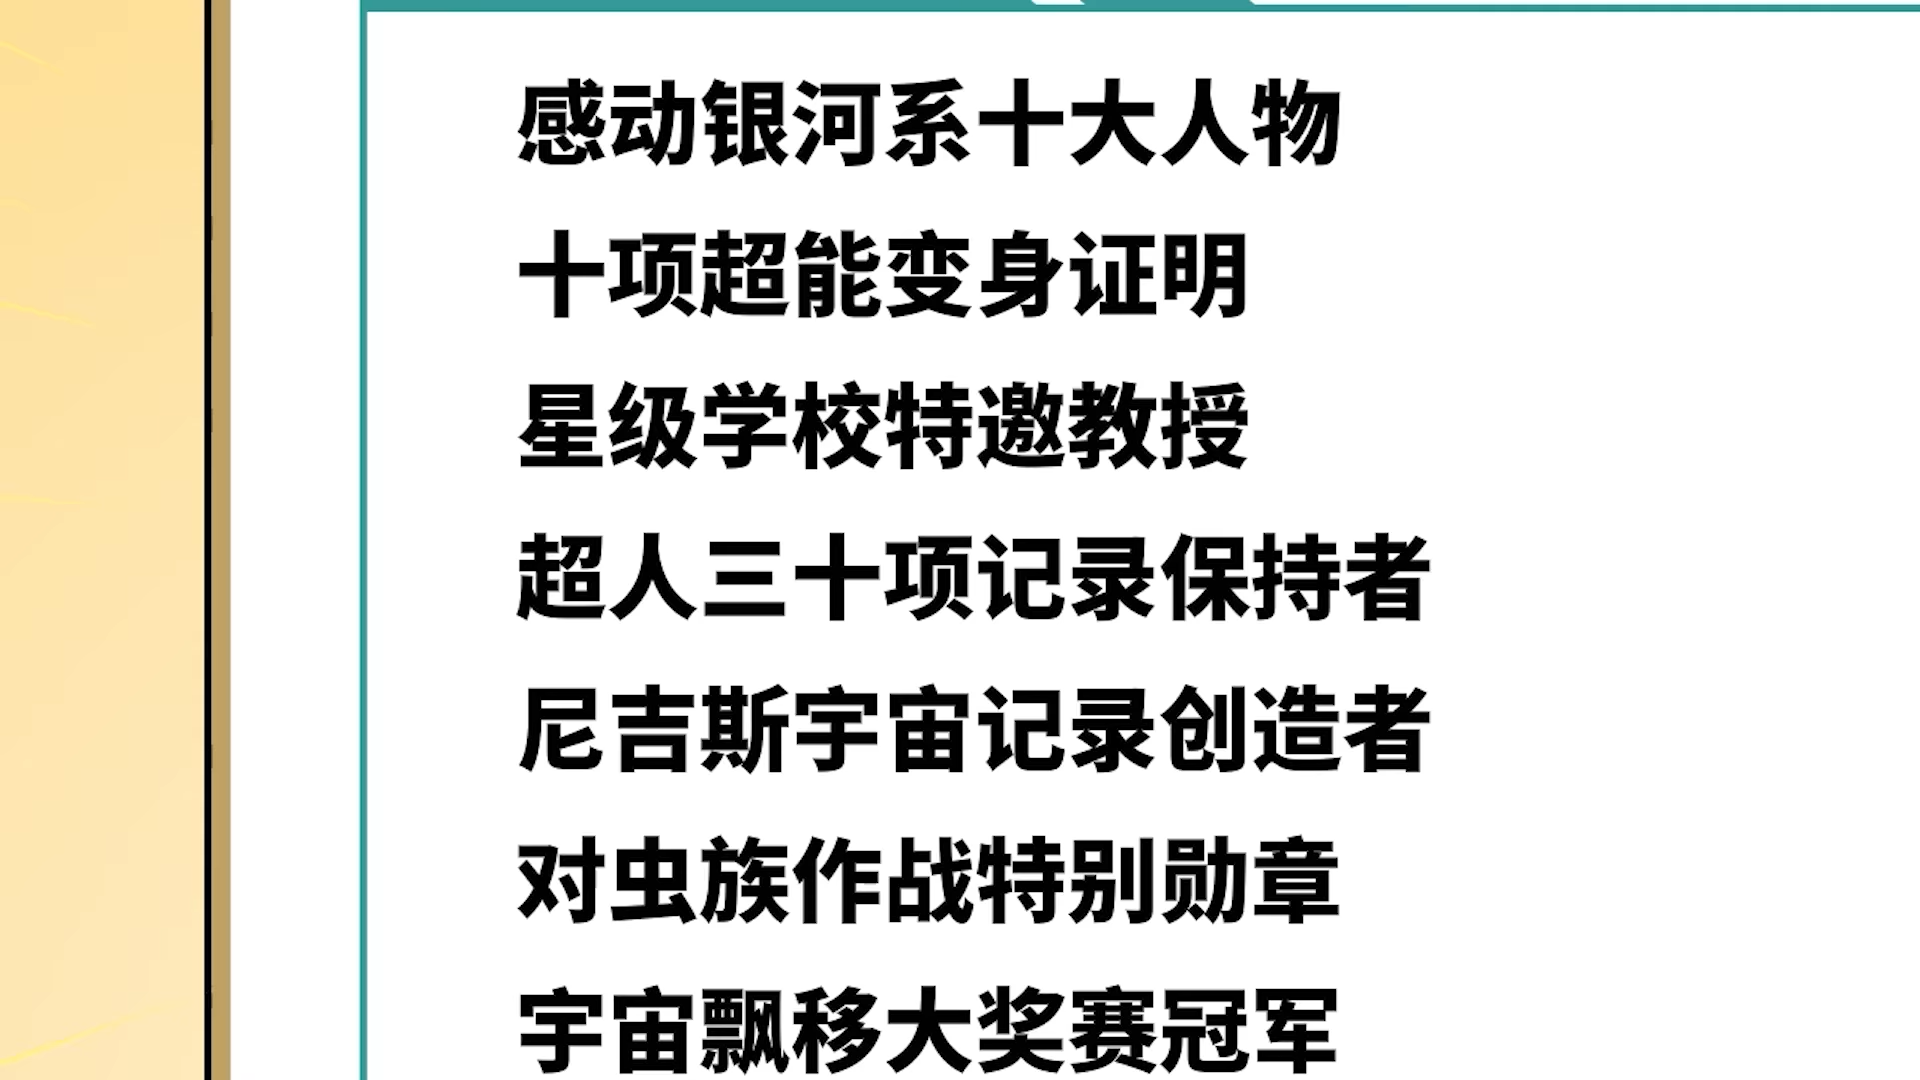 感动银河系十大人物
十项超能变身证明
星级学校特邀教授
超人三十项记录保持者
尼吉斯宇宙记录创造者
对虫族作战特别勋章
宇宙飘移大奖赛冠军